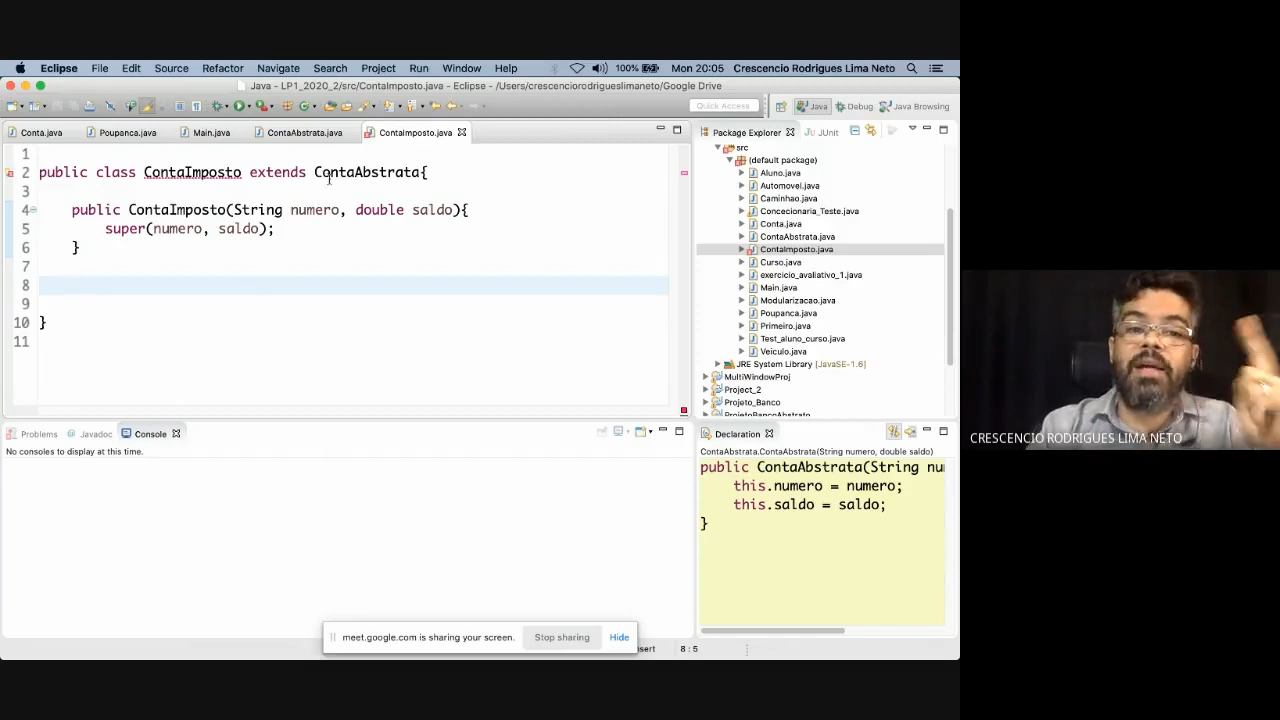 Eclipse File Edit Source Refactor Navigate Search Project Run Window Help 100% Mon 20:05 Crescencio Rodrigues Lima Neto
Java - LP1_2020_2/src/ContaImposto.java - Eclipse - /Users/crescenciorodrigueslimaneto/Google Drive
Quick Access Java Debug Java Browsing
Conta.java Poupanca.java Main.java ContaAbstrata.java ContaImposto.java
1
2 public class ContaImposto extends ContaAbstrata{
3
4 public ContaImposto(String numero, double saldo){
5 super(numero, saldo);
6 }
7
8
9
10 }
11
Package Explorer JUnit
src
(default package)
Aluno.java
Automovel.java
Caminhao.java
Concecionaria_Teste.java
Conta.java
ContaAbstrata.java
ContaImposto.java
Curso.java
exercicio_avaliativo_1.java
Main.java
Modularizacao.java
Poupanca.java
Primeiro.java
Test_aluno_curso.java
Veiculo.java
JRE System Library [JavaSE-1.6]
MultiWindowProj
Project_2
Projeto_Banco
ProjetoBancoAbstrato
Problems Javadoc Console
No consoles to display at this time.
Declaration
ContaAbstrata.ContaAbstrata(String numero, double saldo)
public ContaAbstrata(String nu
this.numero = numero;
this.saldo = saldo;
}
meet.google.com is sharing your screen. Stop sharing Hide
sert 8:5
CRESCENCIO RODRIGUES LIMA NETO